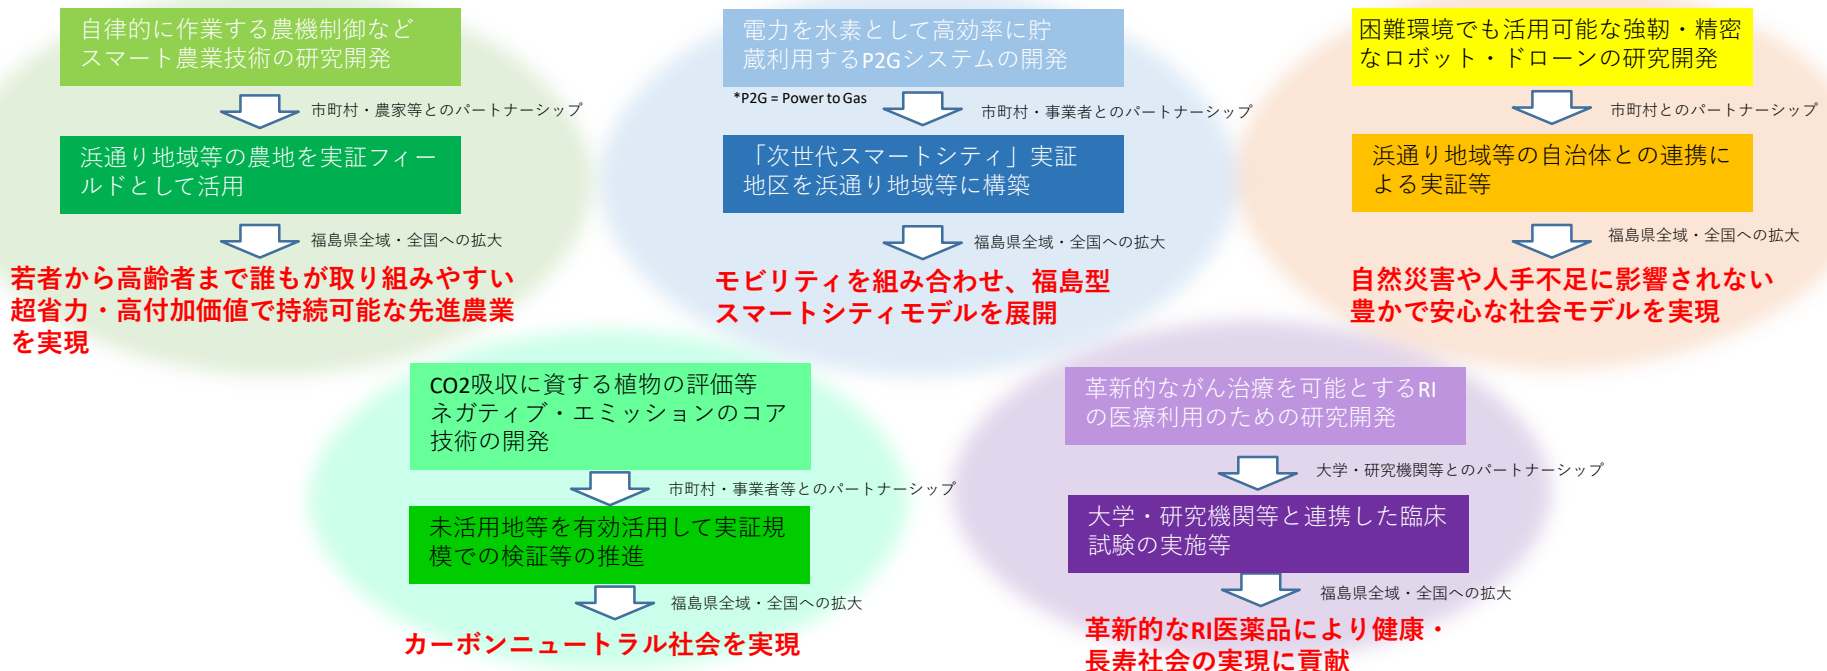 自律的に作業する農機制御など
スマート農業技術の研究開発
市町村・農家等とのパートナーシップ
浜通り地域等の農地を実証フィー
ルドとして活用
福島県全域・全国への拡大
若者から高齢者まで誰もが取り組みやすい
超省力・高付加価値で持続可能な先進農業
を実現
電力を水素として高効率に貯
蔵利用するP2Gシステムの開発
*P2G = Power to Gas
市町村・事業者とのパートナーシップ
「次世代スマートシティ」実証
地区を浜通り地域等に構築
福島県全域・全国への拡大
モビリティを組み合わせ、福島型
スマートシティモデルを展開
困難環境でも活用可能な強靭・精密
なロボット・ドローンの研究開発
市町村とのパートナーシップ
浜通り地域等の自治体との連携に
よる実証等
福島県全域・全国への拡大
自然災害や人手不足に影響されない
豊かで安心な社会モデルを実現
CO2吸収に資する植物の評価等
ネガティブ・エミッションのコア
技術の開発
市町村・事業者等とのパートナーシップ
未活用地等を有効活用して実証規
模での検証等の推進
福島県全域・全国への拡大
カーボンニュートラル社会を実現
革新的ながん治療を可能とするRI
の医療利用のための研究開発
大学・研究機関等とのパートナーシップ
大学・研究機関等と連携した臨床
試験の実施等
福島県全域・全国への拡大
革新的なRI医薬品により健康・
長寿社会の実現に貢献